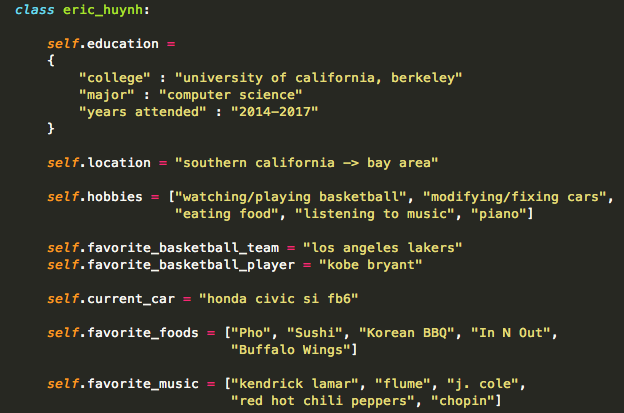 class eric_huynh:
self.education =
{
"college" : "university of california, berkeley"
"major" : "computer science"
"years attended" : "2014–2017"
}
self.location = "southern california –> bay area"
self.hobbies = ["watching/playing basketball", "modifying/fixing cars",
"eating food", "listening to music", "piano"]
self.favorite_basketball_team = "los angeles lakers"
self.favorite_basketball_player = "kobe bryant"
self.current_car = "honda civic si fb6"
self.favorite_foods = ["Pho", "Sushi", "Korean BBQ", "In N Out",
"Buffalo Wings"]
self.favorite_music = ["kendrick lamar", "flume", "j. cole",
"red hot chili peppers", "chopin"]